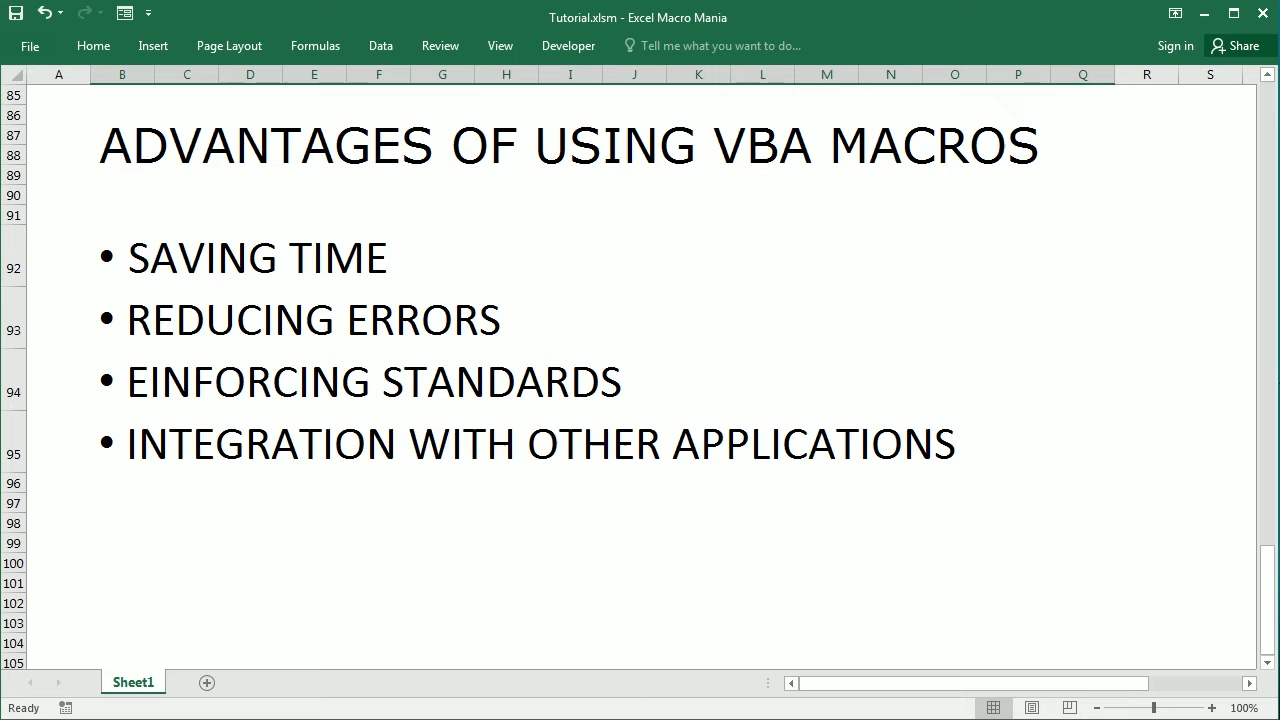 Tutorial.xlsm - Excel Macro Mania
File Home Insert Page Layout Formulas Data Review View Developer Tell me what you want to do... Sign in Share
A B C D E F G H I J K L M N O P Q R S
85
86
87 ADVANTAGES OF USING VBA MACROS
88
89
90
91
92 • SAVING TIME
93 • REDUCING ERRORS
94 • EINFORCING STANDARDS
95 • INTEGRATION WITH OTHER APPLICATIONS
96
97
98
99
100
101
102
103
104
105
Sheet1
Ready 100%